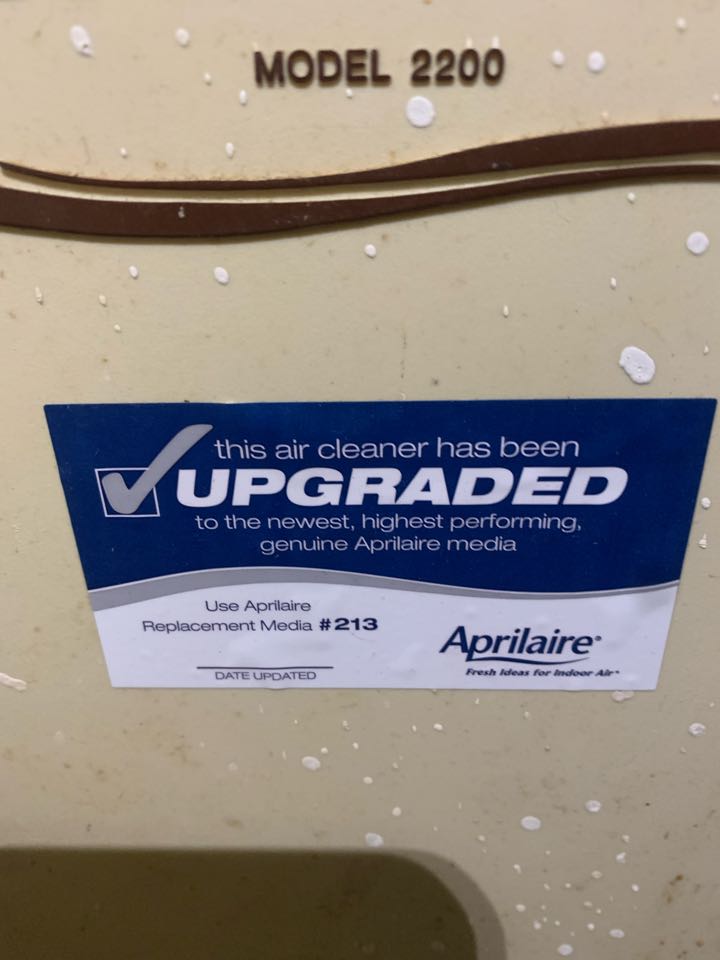 MODEL 2200
this air cleaner has been
UPGRADED
to the newest, highest performing,
genuine Aprilaire media
Use Aprilaire
Replacement Media #213
DATE UPDATED
Aprilaire®
Fresh Ideas for Indoor Air™